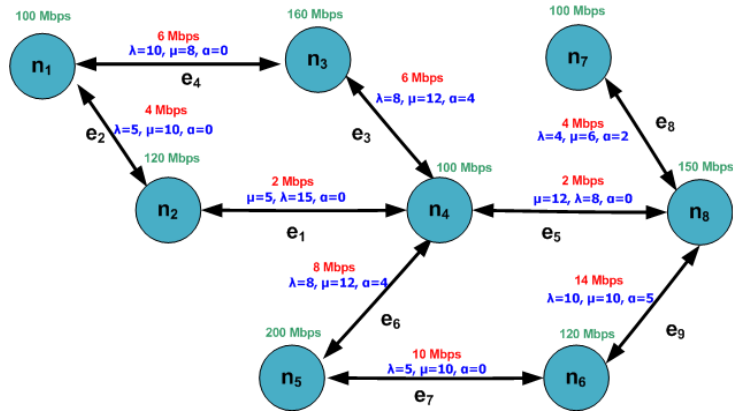 100 Mbps
160 Mbps
100 Mbps
6 Mbps
λ=10, μ=8, α=0
n1
n3
n7
e4
6 Mbps
λ=8, μ=12, α=4
4 Mbps
λ=5, μ=10, α=0
e2
e3
4 Mbps
λ=4, μ=6, α=2
e8
120 Mbps
100 Mbps
150 Mbps
2 Mbps
μ=5, λ=15, α=0
2 Mbps
μ=12, λ=8, α=0
n2
n4
n8
e1
e5
8 Mbps
λ=8, μ=12, α=4
14 Mbps
λ=10, μ=10, α=5
e6
e9
200 Mbps
120 Mbps
10 Mbps
λ=5, μ=10, α=0
n5
n6
e7